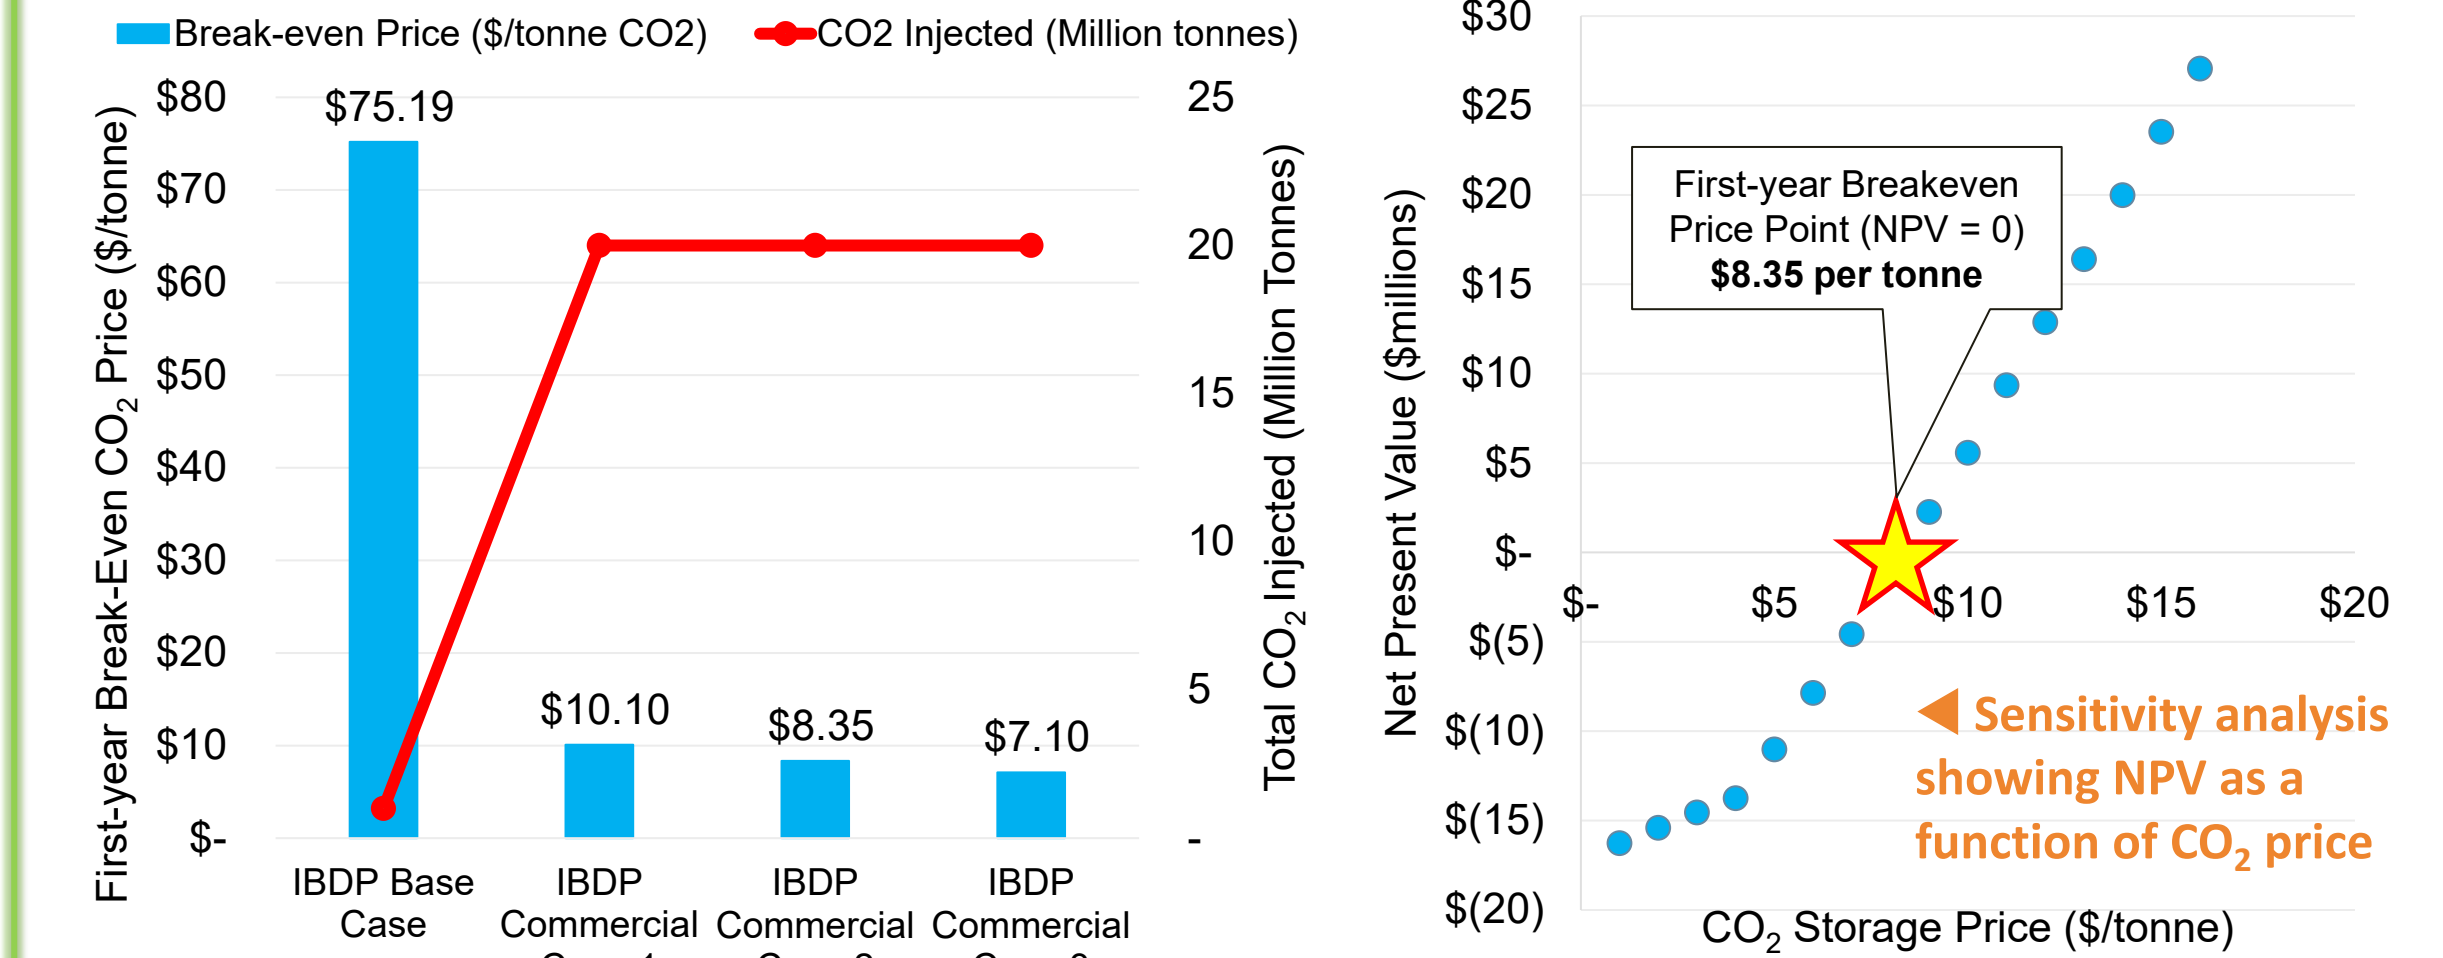 Break-even Price ($/tonne CO2)
CO2 Injected (Million tonnes)
First-year Break-Even CO₂ Price ($/tonne)
$80
$70
$60
$50
$40
$30
$20
$10
$-
$75.19
$10.10
$8.35
$7.10
25
20
15
10
5
-
Total CO₂ Injected (Million Tonnes)
IBDP Base
Case
IBDP
Commercial
IBDP
Commercial
IBDP
Commercial
Net Present Value ($millions)
$30
$25
$20
$15
$10
$5
$-
$(5)
$(10)
$(15)
$(20)
First-year Breakeven
Price Point (NPV = 0)
$8.35 per tonne
$-
$5
$10
$15
$20
◀ Sensitivity analysis
showing NPV as a
function of CO₂ price
CO₂ Storage Price ($/tonne)